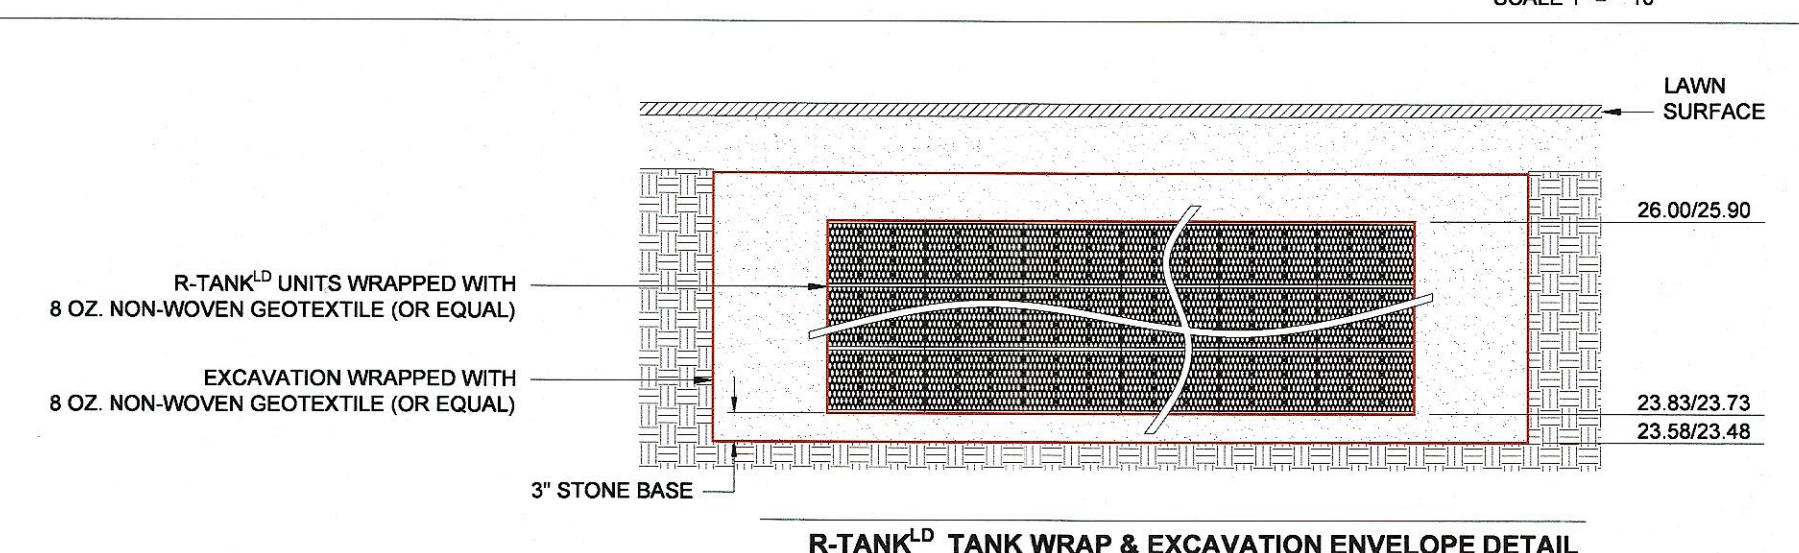 LAWN
SURFACE
26.00/25.90
R-TANKLD UNITS WRAPPED WITH
8 OZ. NON-WOVEN GEOTEXTILE (OR EQUAL)
EXCAVATION WRAPPED WITH
8 OZ. NON-WOVEN GEOTEXTILE (OR EQUAL)
23.83/23.73
23.58/23.48
3" STONE BASE
R-TANKLD TANK WRAP & EXCAVATION ENVELOPE DETAIL